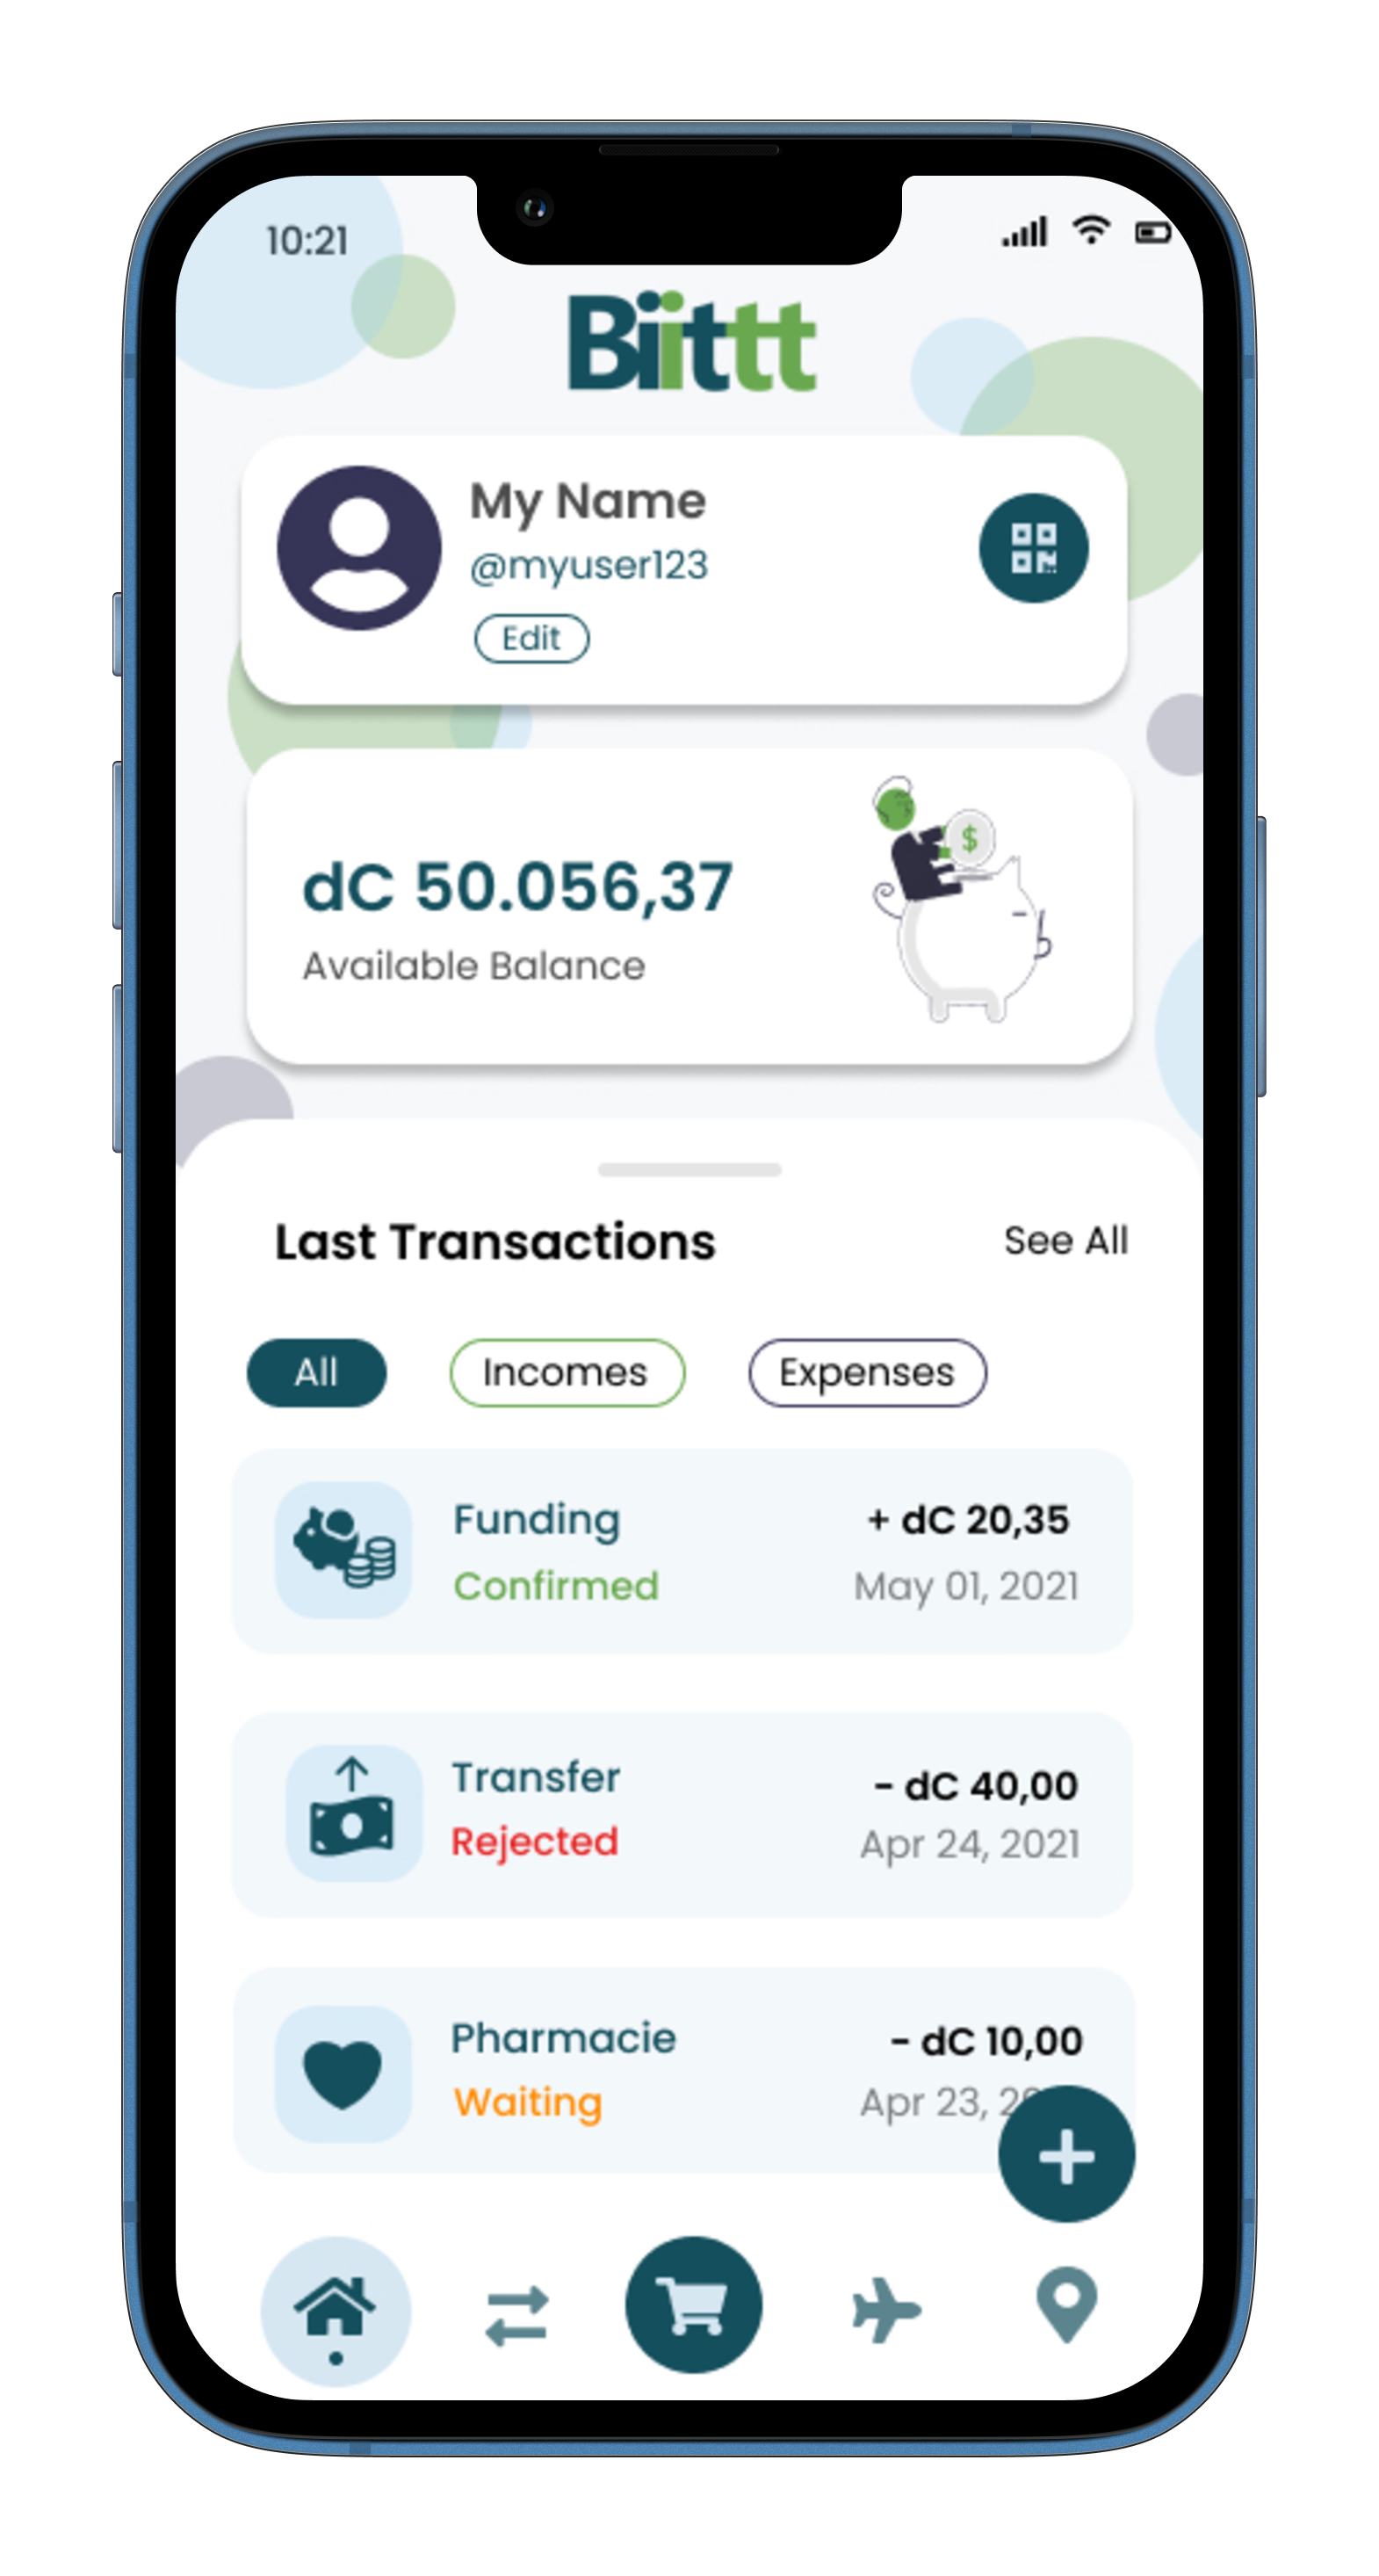 10:21
Biittt
My Name
@myuser123
Edit
$
dC 50.056,37
Available Balance
Last Transactions
See All
All
Incomes
Expenses
Funding
+ dC 20,35
Confirmed
May 01, 2021
Transfer
- dC 40,00
Rejected
Apr 24, 2021
Pharmacie
- dC 10,00
Waiting
Apr 23,